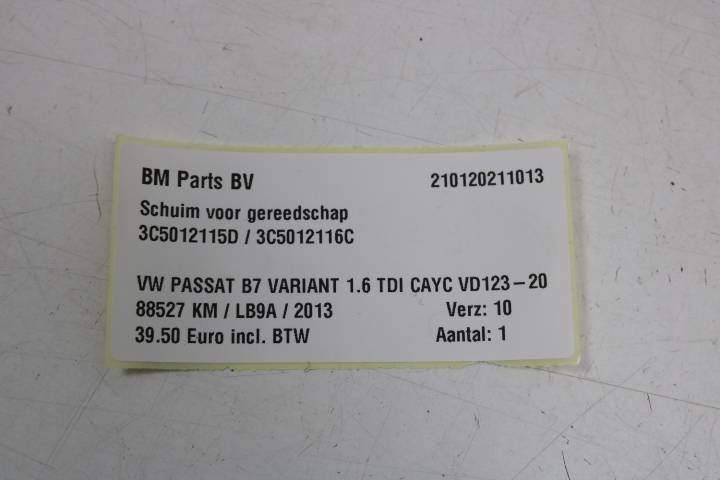 BM Parts BV 210120211013
Schuim voor gereedschap
3C5012115D / 3C5012116C
VW PASSAT B7 VARIANT 1.6 TDI CAYC VD123-20
88527 KM / LB9A / 2013 Verz: 10
39.50 Euro incl. BTW Aantal: 1